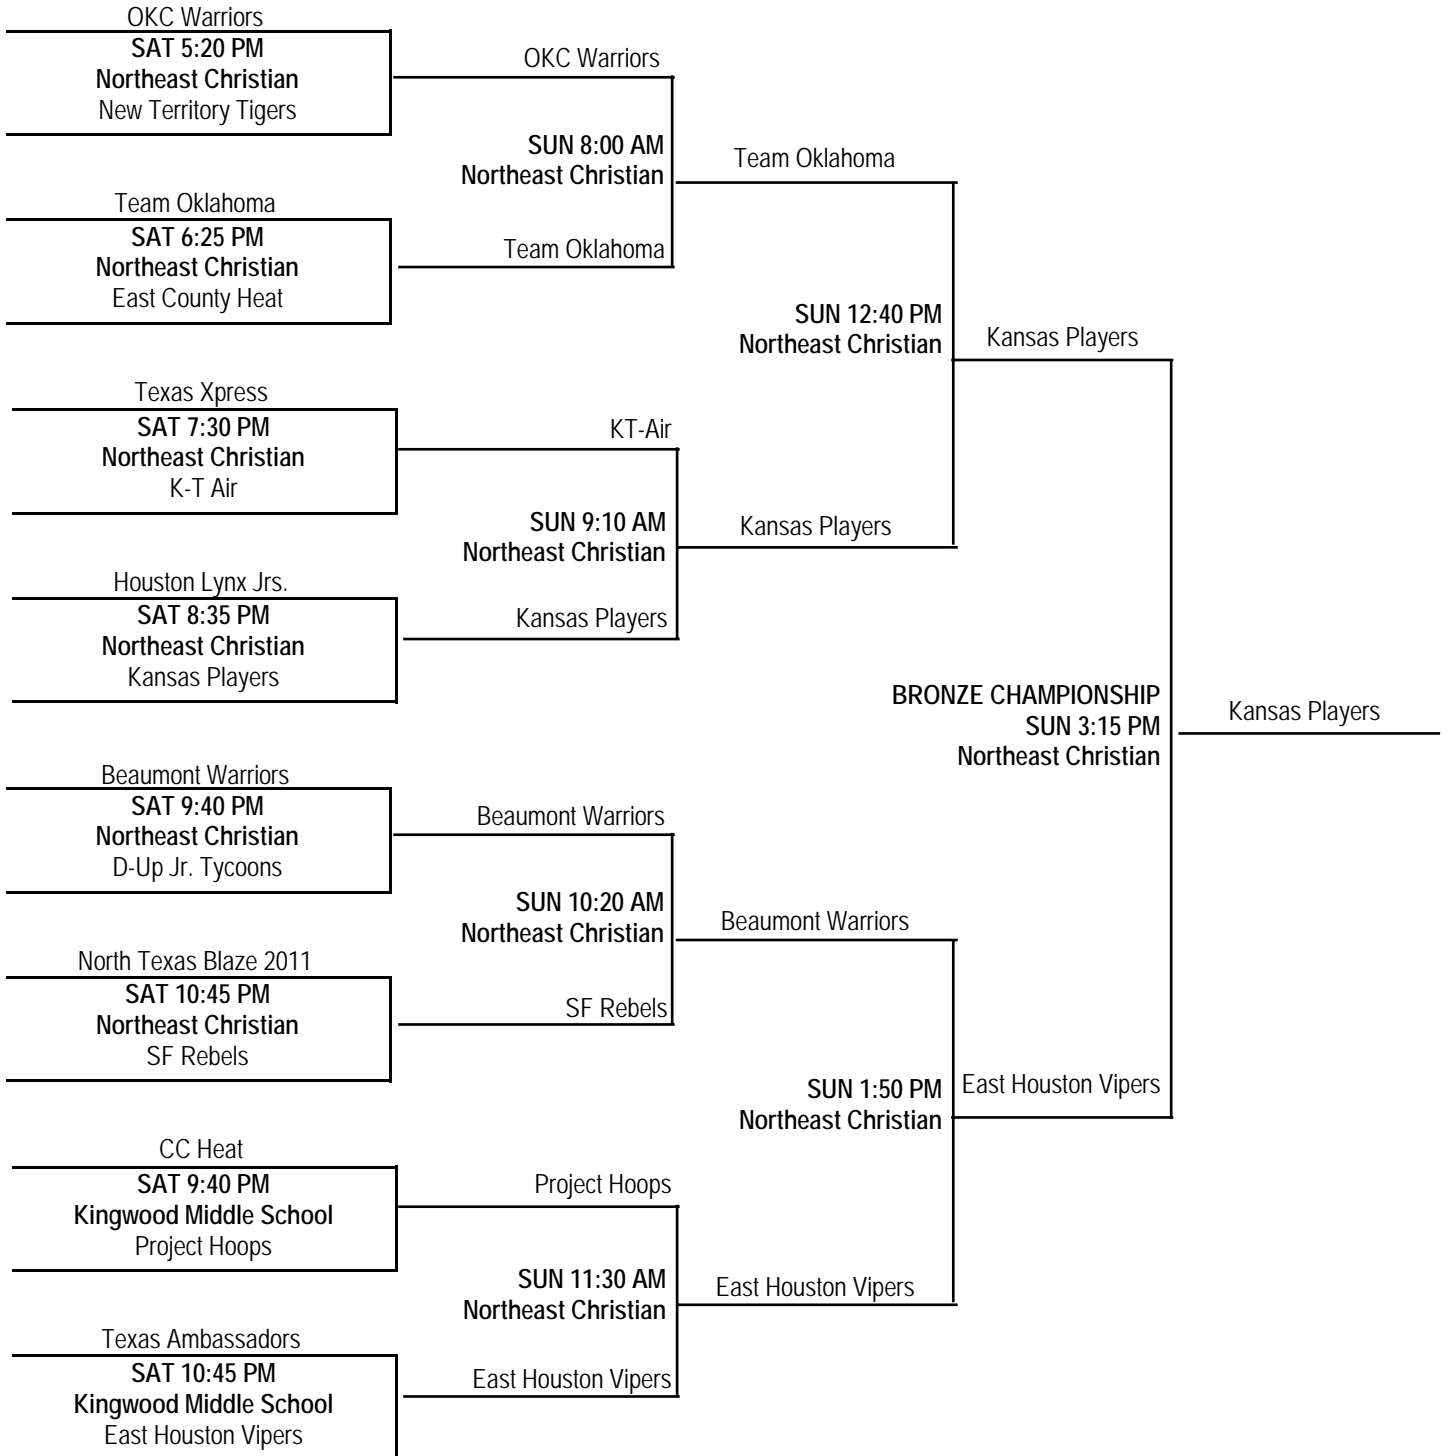 OKC Warriors
SAT 5:20 PM
Northeast Christian
New Territory Tigers
Team Oklahoma
SAT 6:25 PM
Northeast Christian
East County Heat
Texas Xpress
SAT 7:30 PM
Northeast Christian
K-T Air
Houston Lynx Jrs.
SAT 8:35 PM
Northeast Christian
Kansas Players
Beaumont Warriors
SAT 9:40 PM
Northeast Christian
D-Up Jr. Tycoons
North Texas Blaze 2011
SAT 10:45 PM
Northeast Christian
SF Rebels
CC Heat
SAT 9:40 PM
Kingwood Middle School
Project Hoops
Texas Ambassadors
SAT 10:45 PM
Kingwood Middle School
East Houston Vipers
OKC Warriors
SUN 8:00 AM
Northeast Christian
Team Oklahoma
KT-Air
SUN 9:10 AM
Northeast Christian
Kansas Players
Beaumont Warriors
SUN 10:20 AM
Northeast Christian
SF Rebels
Project Hoops
SUN 11:30 AM
Northeast Christian
East Houston Vipers
Team Oklahoma
SUN 12:40 PM
Northeast Christian
Kansas Players
Beaumont Warriors
SUN 1:50 PM
Northeast Christian
East Houston Vipers
Kansas Players
BRONZE CHAMPIONSHIP
SUN 3:15 PM
Northeast Christian
East Houston Vipers
Kansas Players